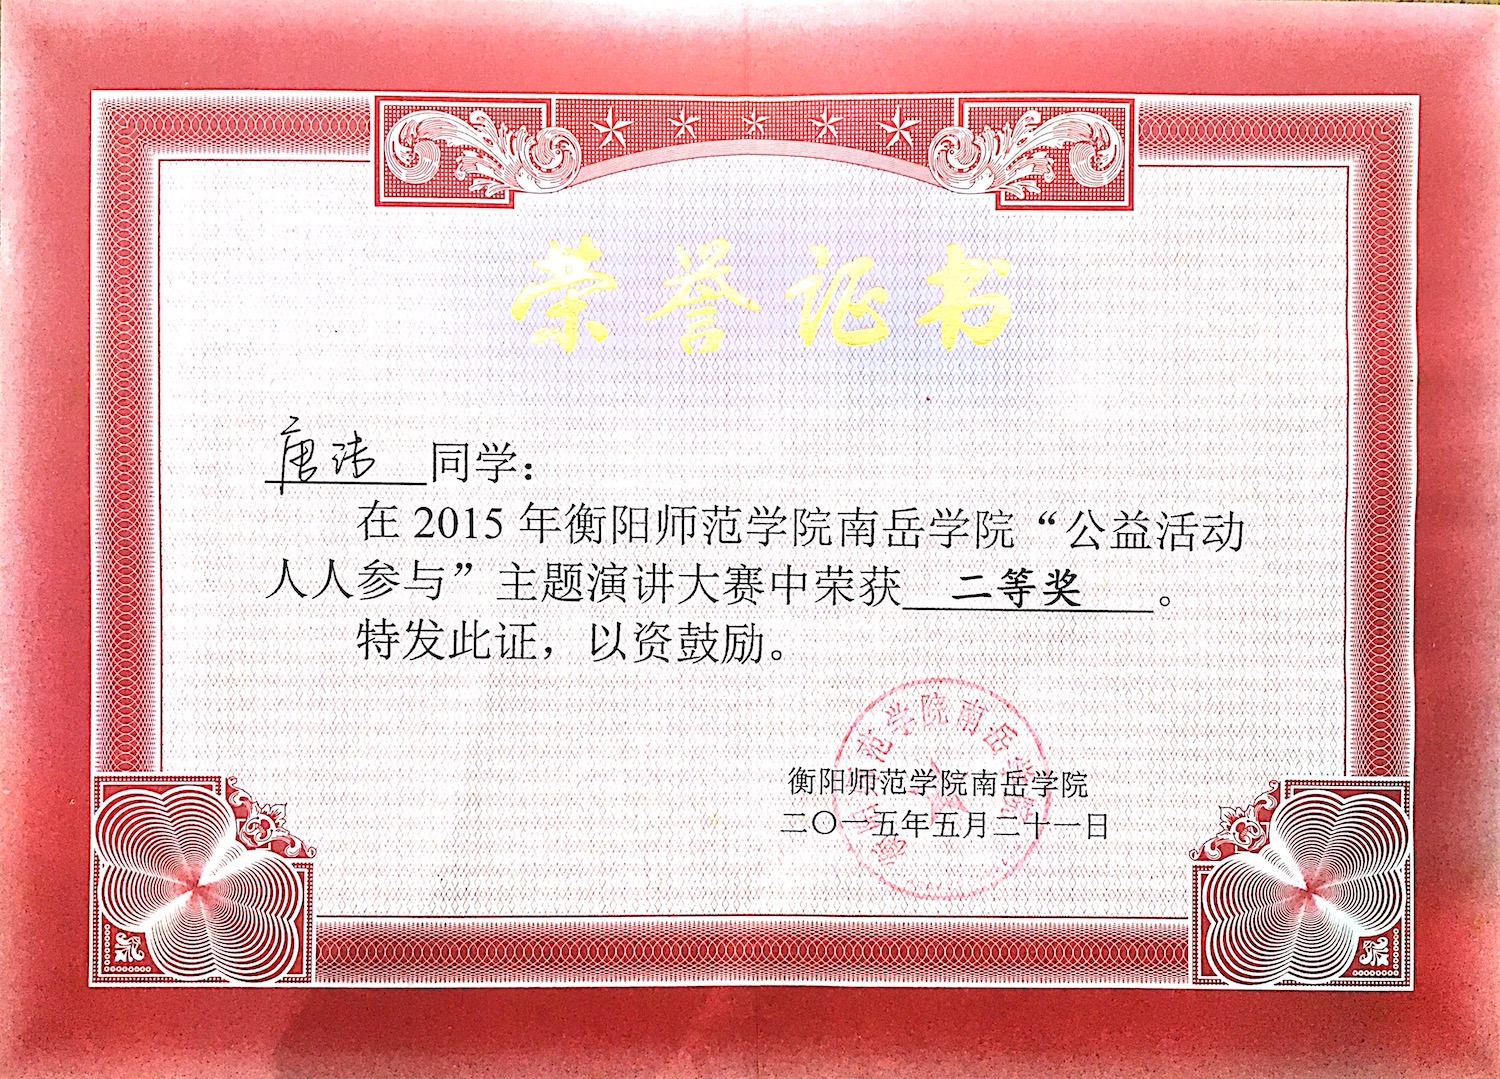 荣誉证书
唐 同学：
在 2015 年衡阳师范学院南岳学院“公益活动
人人参与”主题演讲大赛中荣获 二等奖 。
特发此证，以资鼓励。
范学院南岳学院
衡阳师范学院南岳学院
二〇一五年五月二十一日